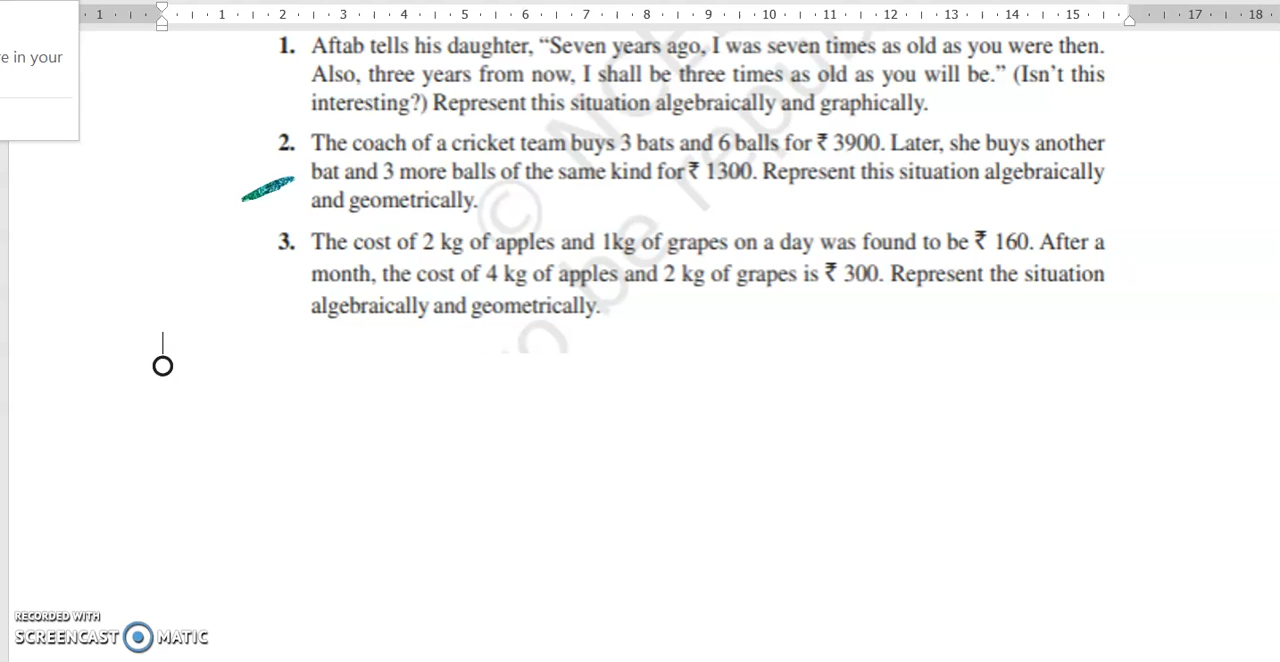 1 1 2 3 4 5 6 7 8 9 10 11 12 13 14 15 17 18
e in your
1. Aftab tells his daughter, “Seven years ago, I was seven times as old as you were then.
Also, three years from now, I shall be three times as old as you will be.” (Isn’t this
interesting?) Represent this situation algebraically and graphically.
2. The coach of a cricket team buys 3 bats and 6 balls for ₹ 3900. Later, she buys another
bat and 3 more balls of the same kind for ₹ 1300. Represent this situation algebraically
and geometrically.
3. The cost of 2 kg of apples and 1kg of grapes on a day was found to be ₹ 160. After a
month, the cost of 4 kg of apples and 2 kg of grapes is ₹ 300. Represent the situation
algebraically and geometrically.
©
be repu
RECORDED WITH
SCREENCAST MATIC